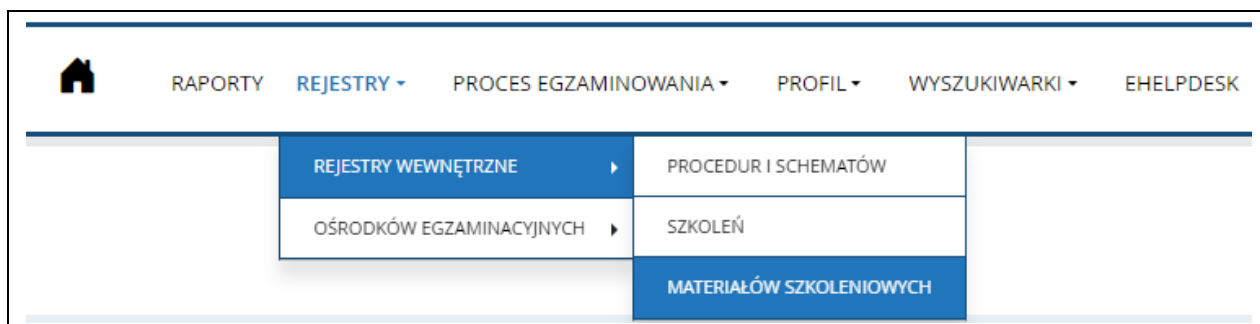 RAPORTY REJESTRY PROCES EGZAMINOWANIA PROFIL WYSZUKIWARKI EHELPDESK
REJESTRY WEWNĘTRZNE PROCEDUR I SCHEMATÓW
OŚRODKÓW EGZAMINACYJNYCH SZKOLEŃ
MATERIAŁÓW SZKOLENIOWYCH